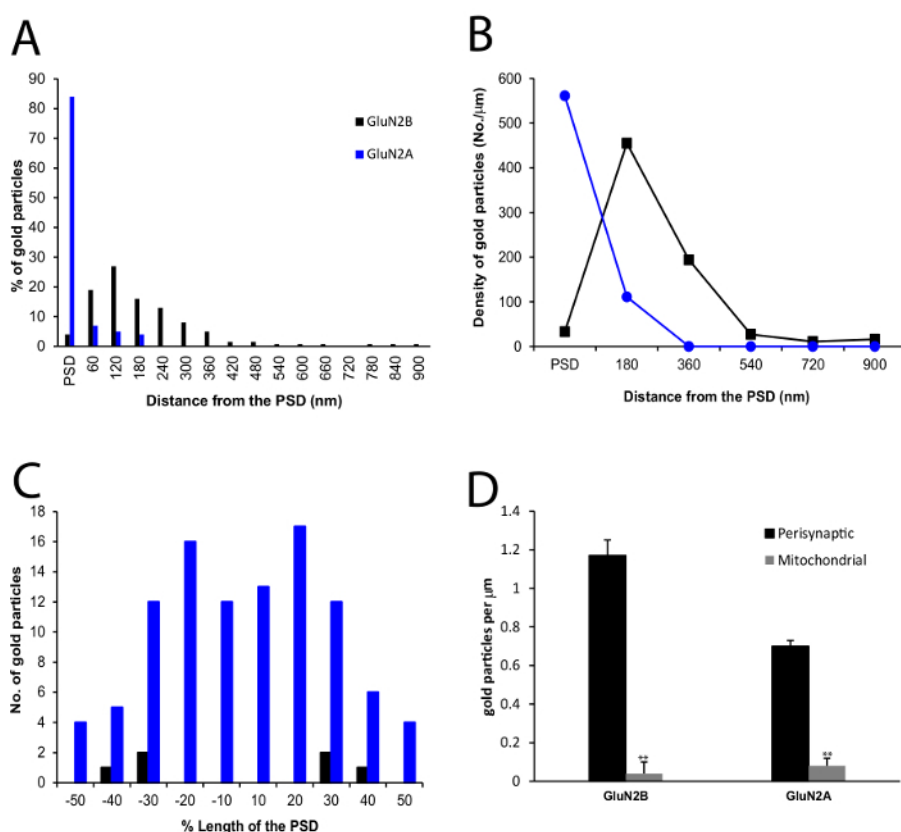 A
90
80
70
60
50
40
30
20
10
0
% of gold particles
GluN2B
GluN2A
PSD
60
120
180
240
300
360
420
480
540
600
660
720
780
840
900
Distance from the PSD (nm)
B
600
500
400
300
200
100
0
Density of gold particles (No./µm)
PSD 180 360 540 720 900
Distance from the PSD (nm)
C
18
16
14
12
10
8
6
4
2
0
No. of gold particles
-50 -40 -30 -20 -10 10 20 30 40 50
% Length of the PSD
D
1.4
1.2
1
0.8
0.6
0.4
0.2
0
gold particles per µm
Perisynaptic
Mitochondrial
**
**
GluN2B GluN2A